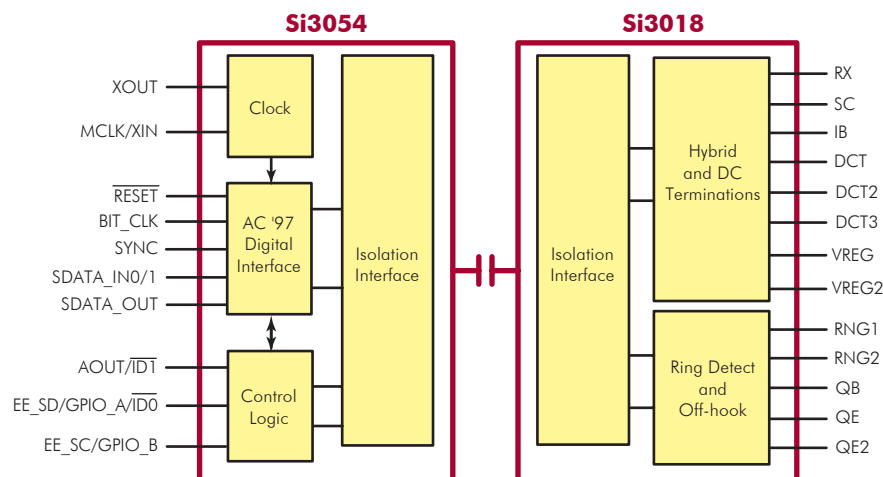 Si3054
Si3018
XOUT
MCLK/XIN
RESET
BIT_CLK
SYNC
SDATA_IN0/1
SDATA_OUT
AOUT/ID1
EE_SD/GPIO_A/ID0
EE_SC/GPIO_B
Clock
AC '97
Digital
Interface
Control
Logic
Isolation
Interface
Isolation
Interface
Hybrid
and DC
Terminations
Ring Detect
and
Off-hook
RX
SC
IB
DCT
DCT2
DCT3
VREG
VREG2
RNG1
RNG2
QB
QE
QE2